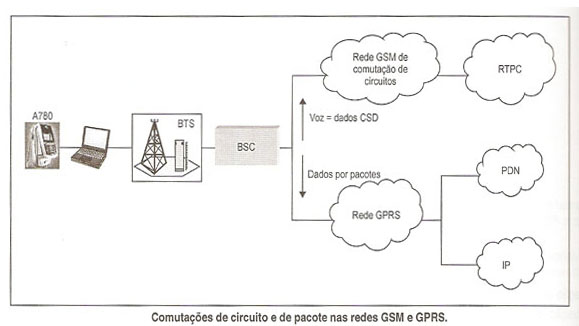 A780
BTS
BSC
Rede GSM de
comutação de
circuitos
RTPC
Voz = dados CSD
Dados por pacotes
Rede GPRS
PDN
IP
Comutações de circuito e de pacote nas redes GSM e GPRS.